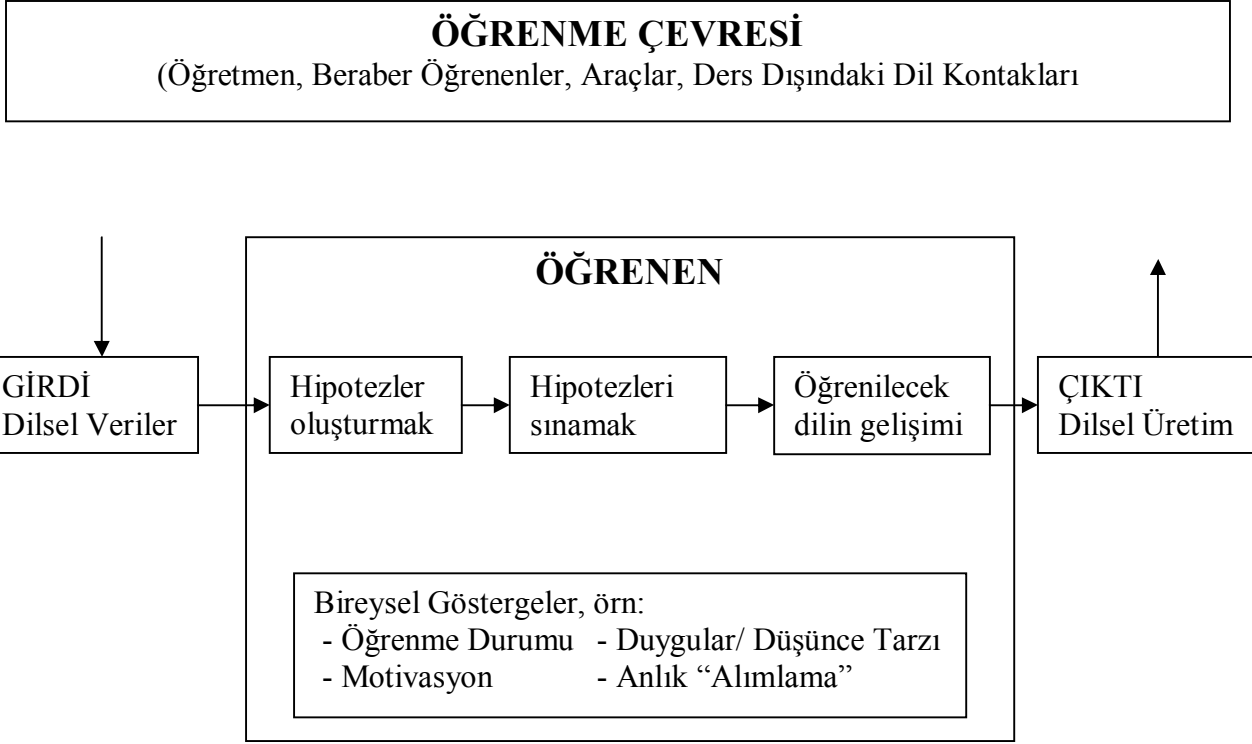 ÖĞRENME ÇEVRESİ
(Öğretmen, Beraber Öğrenenler, Araçlar, Ders Dışındaki Dil Kontakları
ÖĞRENEN
GİRDİ
Dilsel Veriler
Hipotezler
oluşturmak
Hipotezleri
sınamak
Öğrenilecek
dilin gelişimi
ÇIKTI
Dilsel Üretim
Bireysel Göstergeler, örn:
- Öğrenme Durumu - Duygular/ Düşünce Tarzı
- Motivasyon - Anlık “Alımlama”